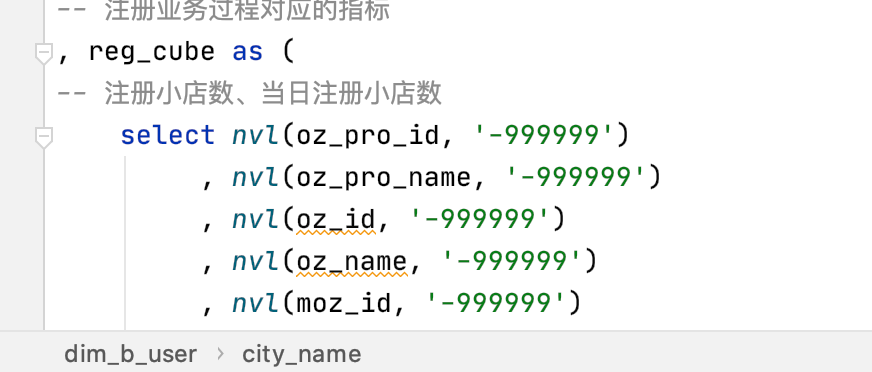 -- 注册业务过程对应的指标
, reg_cube as (
-- 注册小店数、当日注册小店数
select nvl(oz_pro_id, '-999999')
, nvl(oz_pro_name, '-999999')
, nvl(oz_id, '-999999')
, nvl(oz_name, '-999999')
, nvl(moz_id, '-999999')
dim_b_user › city_name